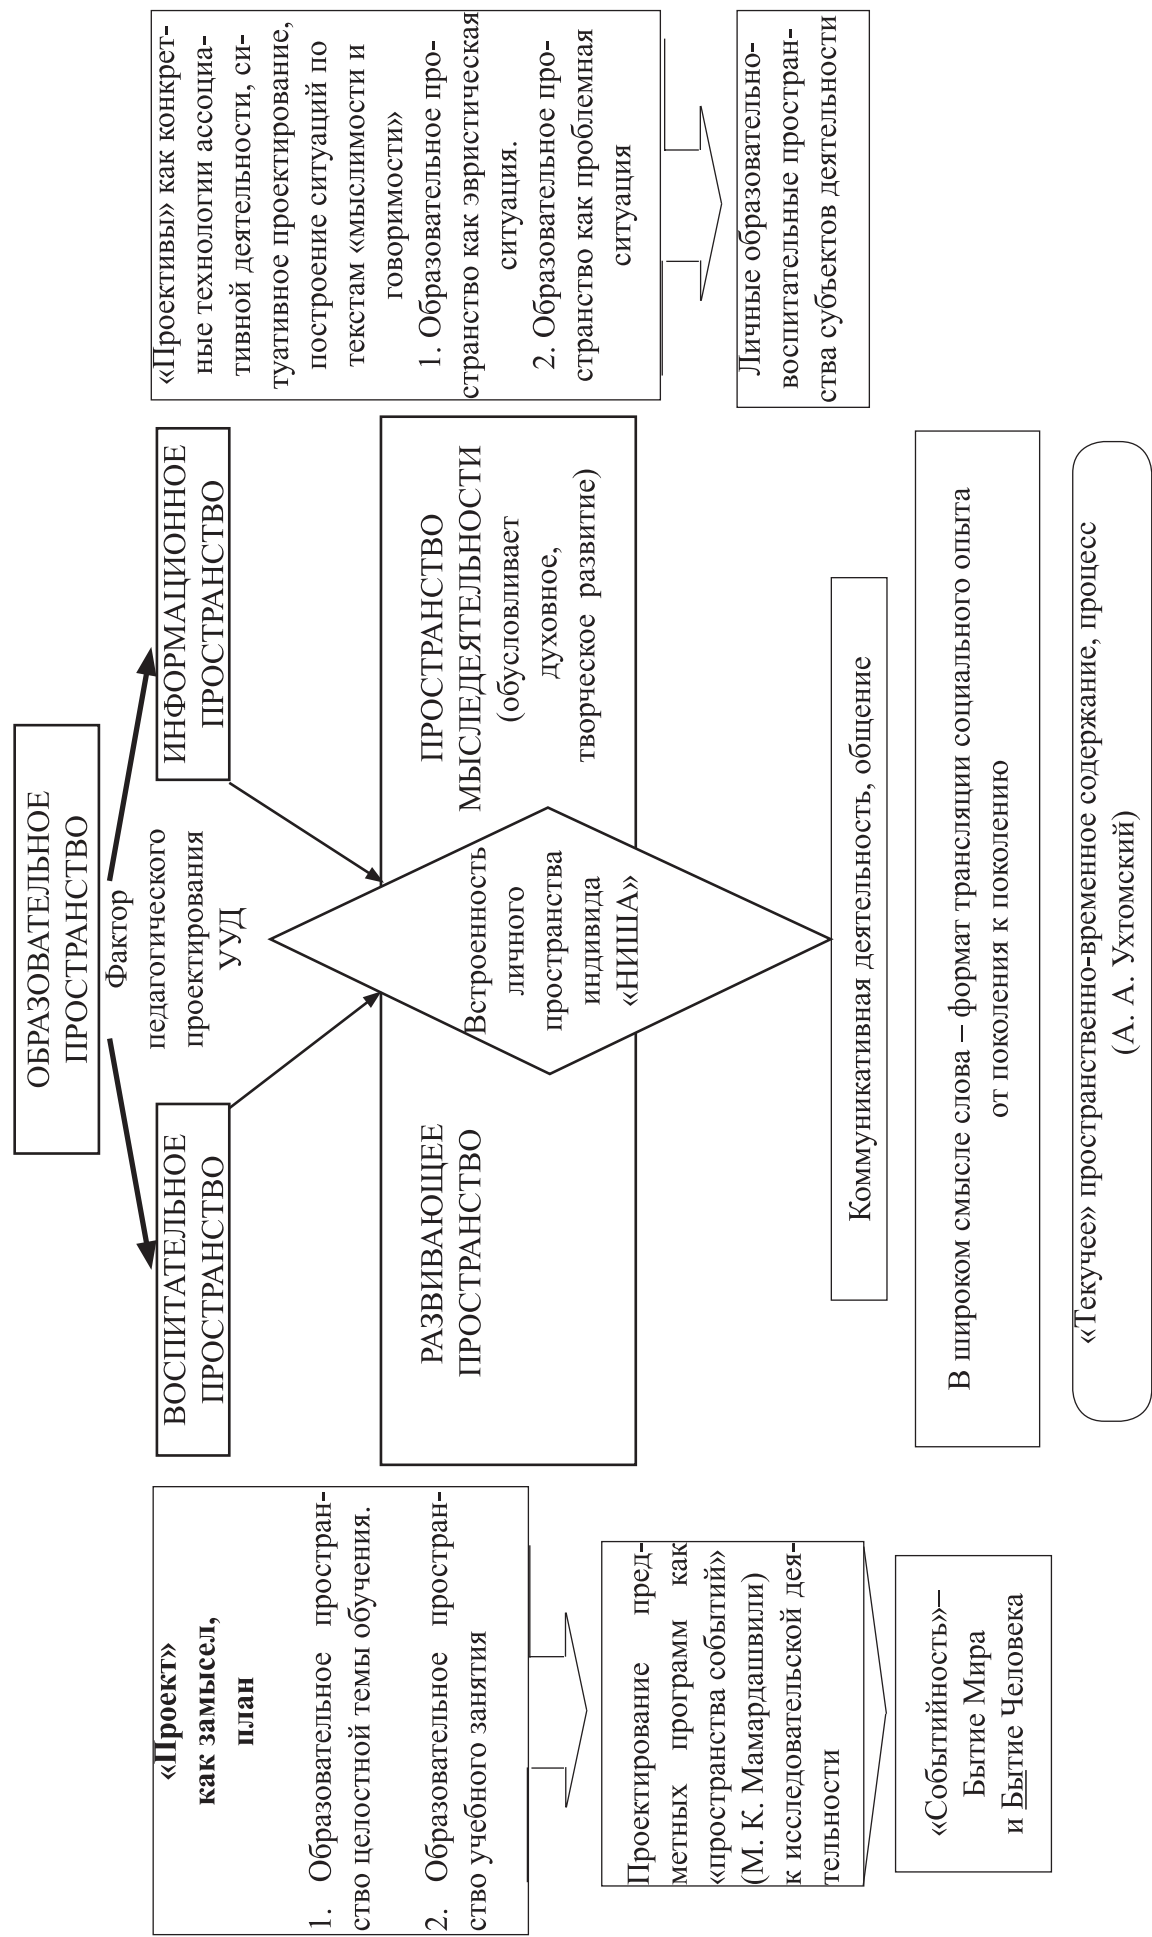 ОБРАЗОВАТЕЛЬНОЕ
ПРОСТРАНСТВО
«Проект»
как замысел,
план
1. Образовательное простран-
ство целостной темы обучения.
2. Образовательное простран-
ство учебного занятия
Проектирование пред-
метных программ как
«пространства событий»
(М. К. Мамардашвили)
к исследовательской дея-
тельности
«Событийность»–
Бытие Мира
и Бытие Человека
ВОСПИТАТЕЛЬНОЕ
ПРОСТРАНСТВО
Фактор
педагогического
проектирования
УУД
ИНФОРМАЦИОННОЕ
ПРОСТРАНСТВО
РАЗВИВАЮЩЕЕ
ПРОСТРАНСТВО
Встроенность
личного
пространства
индивида
«НИША»
ПРОСТРАНСТВО
МЫСЛЕДЕЯТЕЛЬНОСТИ
(обусловливает
духовное,
творческое развитие)
Коммуникативная деятельность, общение
В широком смысле слова – формат трансляции социального опыта
от поколения к поколению
«Текучее» пространственно-временное содержание, процесс
(А. А. Ухтомский)
«Проективы» как конкрет-
ные технологии ассоциа-
тивной деятельности, си-
туативное проектирование,
построение ситуаций по
текстам «мыслимости и
говоримости»
1. Образовательное про-
странство как эвристическая
ситуация.
2. Образовательное про-
странство как проблемная
ситуация
Личные образовательно-
воспитательные простран-
ства субъектов деятельности